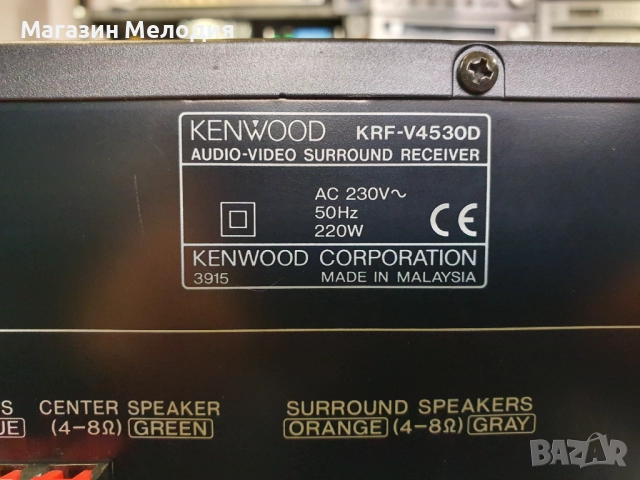 Магазин Мелодия
KENWOOD KRF-V4530D
AUDIO-VIDEO SURROUND RECEIVER
AC 230V~
50Hz
220W
CE
KENWOOD CORPORATION
3915 MADE IN MALAYSIA
CENTER SPEAKER
(4-8Ω) GREEN
SURROUND SPEAKERS
ORANGE (4-8Ω) GRAY
BAZAR